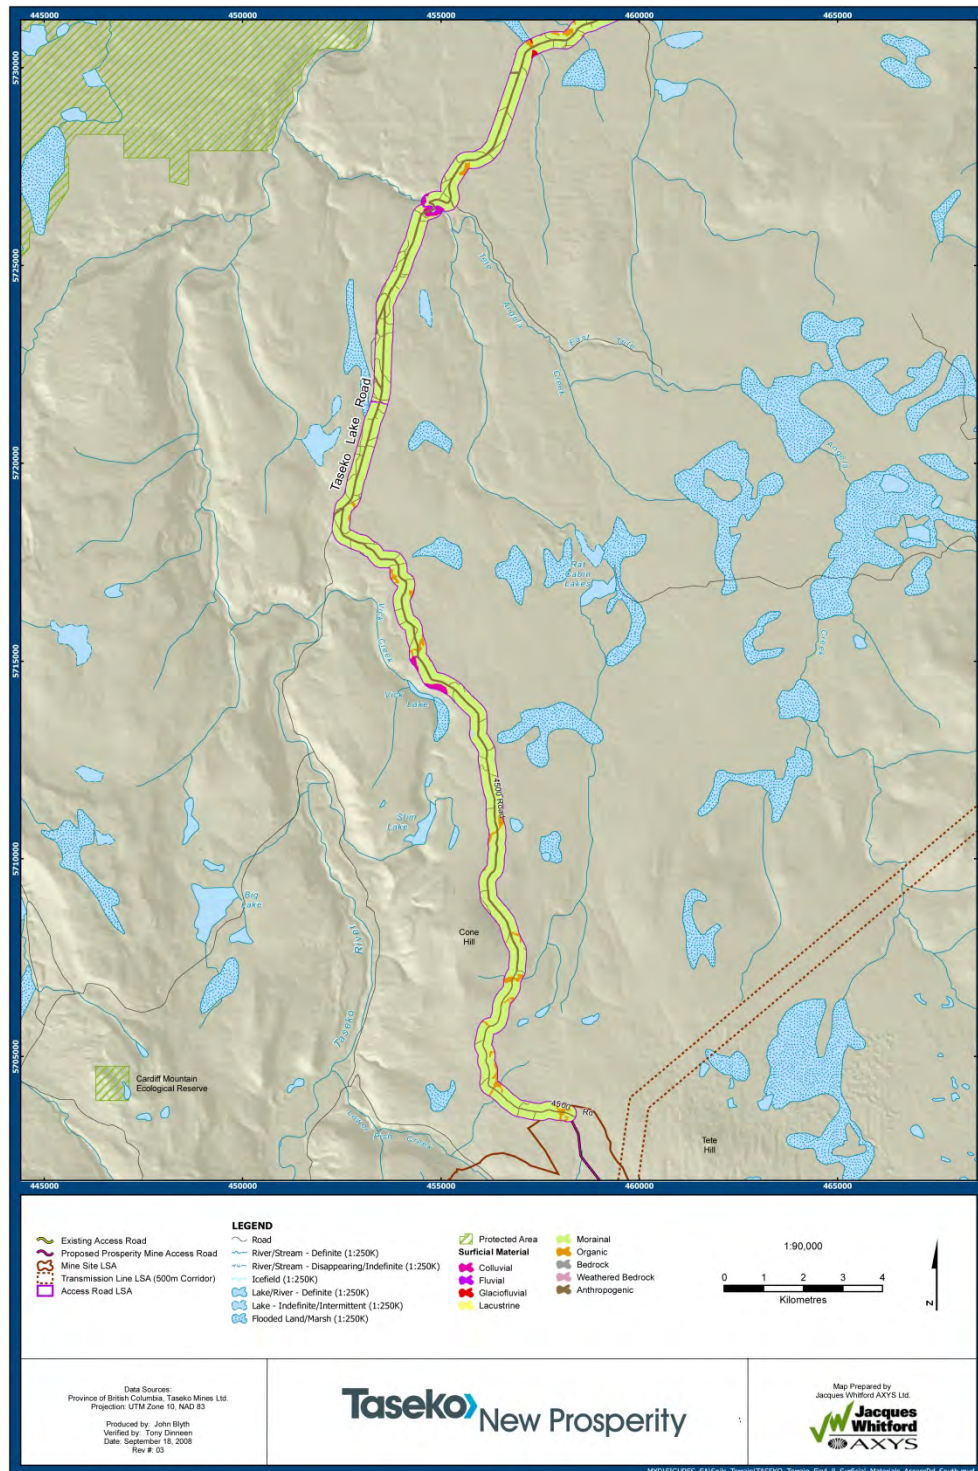 445000 450000 455000 460000 465000
5730000
5725000
5720000
5715000
5710000
5705000
Tete
Angela
Creek
East Tete
Angela
Creek
Taseko Lake Road
Rat
Cabin
Lakes
Vick
Creek
Vick
Lake
4500 Road
Slim
Lake
Big
Lake
Cone
Hill
River
Taseko
Cardiff Mountain
Ecological Reserve
Creek
4500 Rd
Tete
Hill
445000 450000 455000 460000 465000
Existing Access Road
Proposed Prosperity Mine Access Road
Mine Site LSA
Transmission Line LSA (500m Corridor)
Access Road LSA
LEGEND
Road
River/Stream - Definite (1:250K)
River/Stream - Disappearing/Indefinite (1:250K)
Icefield (1:250K)
Lake/River - Definite (1:250K)
Lake - Indefinite/Intermittent (1:250K)
Flooded Land/Marsh (1:250K)
Protected Area
Surficial Material
Colluvial
Fluvial
Glaciofluvial
Lacustrine
Morainal
Organic
Bedrock
Weathered Bedrock
Anthropogenic
1:90,000
0 1 2 3 4
Kilometres
N
Data Sources:
Province of British Columbia, Taseko Mines Ltd.
Projection: UTM Zone 10, NAD 83
Produced by: John Blyth
Verified by: Tony Dinneen
Date: September 18, 2008
Rev #: 03
Taseko New Prosperity
Map Prepared by
Jacques Whitford AXYS Ltd.
Jacques
Whitford
AXYS